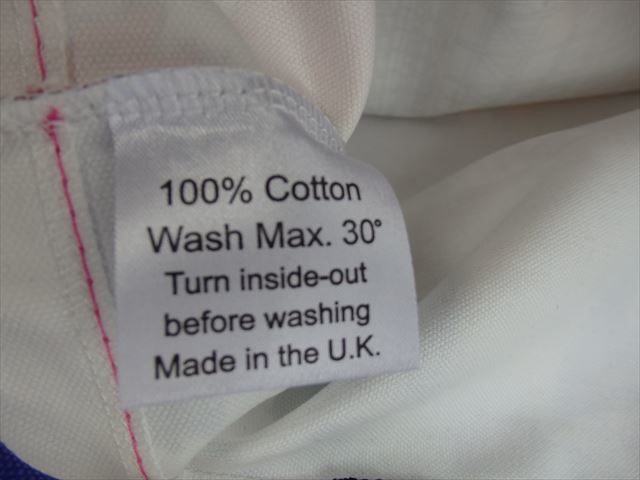 100% Cotton
Wash Max. 30°
Turn inside-out
before washing
Made in the U.K.